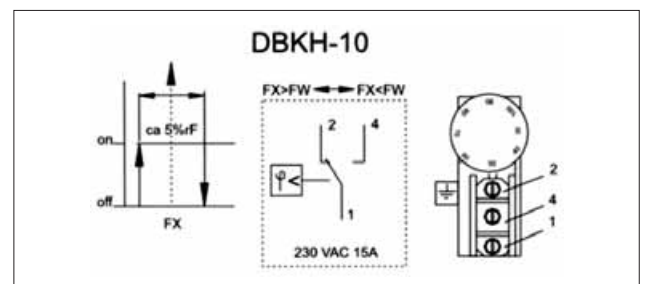 DBKH-10
FX>FW FX<FW
on
ca 5%rF
off
FX
2 4
φ<
1
230 VAC 15A
2
4
1